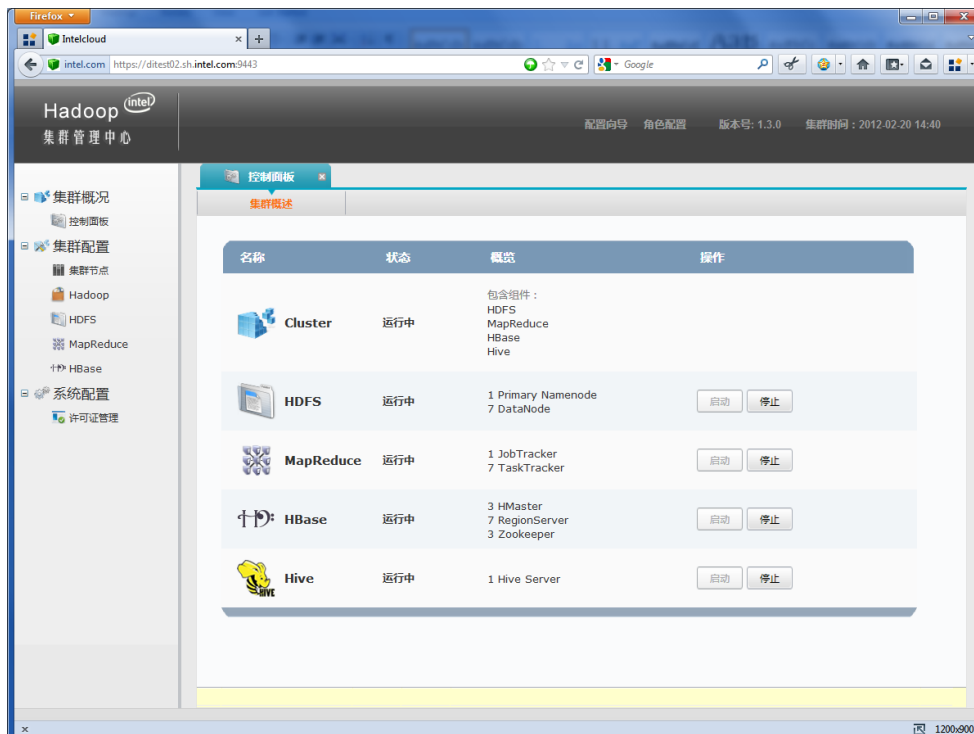 Firefox
Intelcloud
intel.com https://ditest02.sh.intel.com:9443
Google
Hadoop intel
集群管理中心
配置向导 角色配置 版本号: 1.3.0 集群时间：2012-02-20 14:40
控制面板
集群概述
集群概况
控制面板
集群配置
集群节点
Hadoop
HDFS
MapReduce
HBase
系统配置
许可证管理
名称 状态 概览 操作
Cluster 运行中
包含组件：
HDFS
MapReduce
HBase
Hive
HDFS 运行中
1 Primary Namenode
7 DataNode
启动 停止
MapReduce 运行中
1 JobTracker
7 TaskTracker
启动 停止
HBase 运行中
3 HMaster
7 RegionServer
3 Zookeeper
启动 停止
HIVE
Hive 运行中 1 Hive Server 启动 停止
1200x900